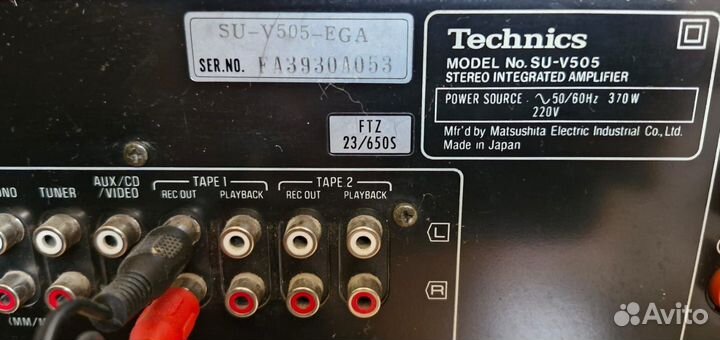 SU-V505-EGA
SER.NO. FA3930A053
Technics
MODEL No. SU-V505
STEREO INTEGRATED AMPLIFIER
POWER SOURCE ∿50/60Hz 370W
220V
Mfr'd by Matsushita Electric Industrial Co., Ltd.
Made in Japan
FTZ
23/650S
TUNER
AUX/CD
/VIDEO
TAPE 1
REC OUT
PLAYBACK
TAPE 2
REC OUT
PLAYBACK
L
R
Avito